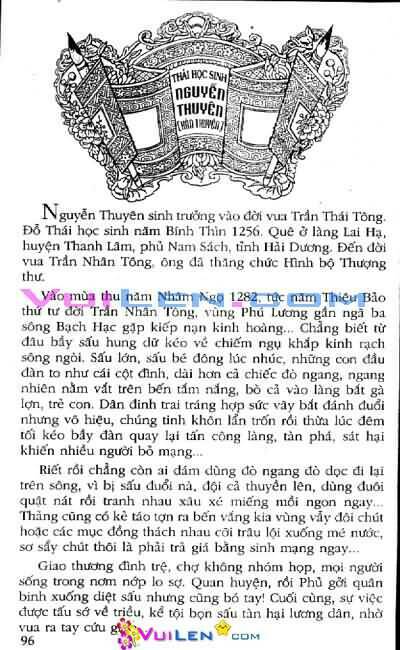 THÁI HỌC SINH
NGUYỄN
THUYÊN
(HÀN THUYÊN)
Nguyễn Thuyên sinh trưởng vào đời vua Trần Thái Tông.
Đỗ Thái học sinh năm Bính Thìn 1256. Quê ở làng Lai Hạ,
huyện Thanh Lâm, phủ Nam Sách, tỉnh Hải Dương. Đến đời
vua Trần Nhân Tông, ông đã thăng chức Hình bộ Thượng
thư.
Vào mùa thu năm Nhâm Ngọ 1282, tức năm Thiệu Bảo
thứ tư đời Trần Nhân Tông, vùng Phú Lương gần ngã ba
sông Bạch Hạc gặp kiếp nạn kinh hoàng... Chẳng biết từ
đâu bầy sấu hung dữ kéo về chiếm ngụ khắp kinh rạch
sông ngòi. Sấu lớn, sấu bé đông lúc nhúc, những con đầu
đàn to như cái cột đình, dài hơn cả chiếc đò ngang, ngang
nhiên nằm vắt trên bến tắm nắng, bò cả vào làng bắt gà
lợn, trẻ con. Dân đinh trai tráng hợp sức vây bắt đánh đuổi
nhưng vô hiệu, chúng tinh khôn lẩn trốn rồi thừa lúc đêm
tối kéo bầy đàn quay lại tấn công làng, tàn phá, sát hại
khiến nhiều người bỏ mạng...
Riết rồi chẳng còn ai dám dùng đò ngang đò dọc đi lại
trên sông, vì bị sấu đuổi nà, đội cả thuyền lên, dùng đuôi
quật nát rồi tranh nhau xâu xé miếng mồi ngon ngay...
Thảng cũng có kẻ táo tợn ra bến vắng kia vùng vẫy đôi chút
hoặc các mục đồng thách nhau cõi trâu lội xuống mé nước,
sơ sẩy chút thôi là phải trả giá bằng sinh mạng ngay...
Giao thương đình trệ, chợ không nhóm họp, mọi người
sống trong nơm nớp lo sợ. Quan huyện, rồi Phủ gởi quân
binh xuống diệt sấu nhưng cũng bó tay! Cuối cùng, sự việc
được tấu sớ về triều, kể tội bọn sấu tàn hại lương dân, nhờ
vua ra tay cứu
96
VUILEN.COM
VUILEN.COM